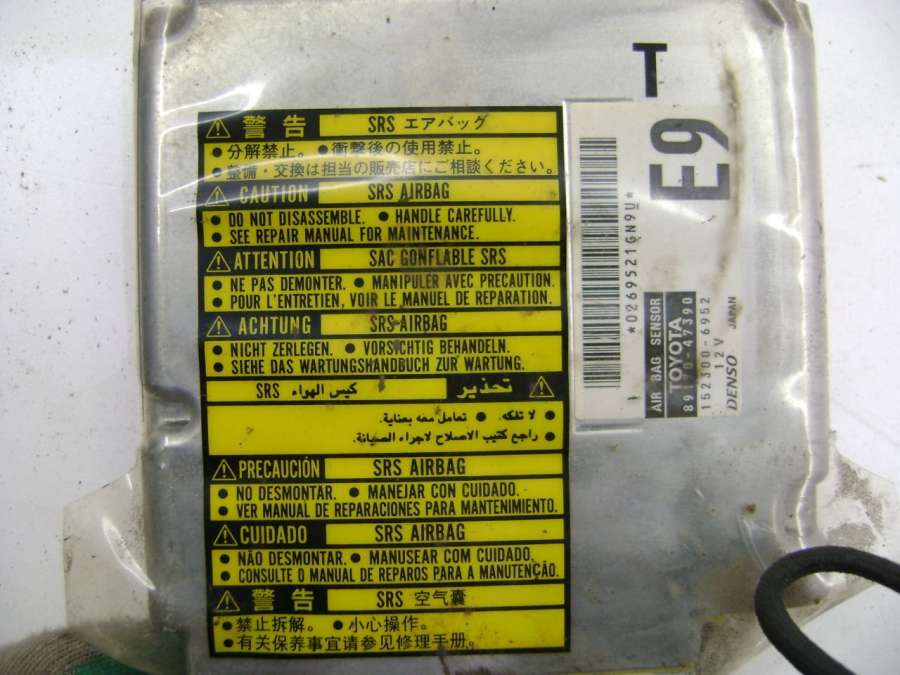 警告 SRS エアバッグ
● 分解禁止。 ● 衝撃後の使用禁止。
● 整備・交換は担当の販売店にご相談ください。
CAUTION SRS AIRBAG
● DO NOT DISASSEMBLE. ● HANDLE CAREFULLY.
● SEE REPAIR MANUAL FOR MAINTENANCE.
ATTENTION SAC GONFLABLE SRS
● NE PAS DEMONTER. ● MANIPULER AVEC PRECAUTION.
● POUR L'ENTRETIEN, VOIR LE MANUEL DE REPARATION.
ACHTUNG SRS AIRBAG
● NICHT ZERLEGEN. ● VORSICHTIG BEHANDELN.
● SIEHE DAS WARTUNGSHANDBUCH ZUR WARTUNG.
تحذير كيس الهواء SRS
● لا تفكه. ● تعامل معه بعناية.
● راجع كتيب الاصلاح لاجراء الصيانة.
PRECAUCIÓN SRS AIRBAG
● NO DESMONTAR. ● MANEJAR CON CUIDADO.
● VER MANUAL DE REPARACIONES PARA MANTENIMIENTO.
CUIDADO SRS AIRBAG
● NÃO DESMONTAR. ● MANUSEAR COM CUIDADO.
● CONSULTE O MANUAL DE REPAROS PARA A MANUTENÇÃO.
警告 SRS 空气囊
● 禁止拆解。 ● 小心操作。
● 有关保养事宜请参见修理手册。
T
E9
*0269521GN9U*
AIR BAG SENSOR
TOYOTA
89170-47390
152300-6952
12V
DENSO JAPAN